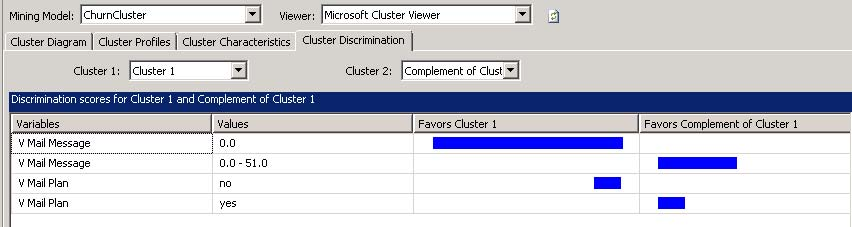 Mining Model: ChurnCluster Viewer: Microsoft Cluster Viewer
Cluster Diagram Cluster Profiles Cluster Characteristics Cluster Discrimination
Cluster 1: Cluster 1 Cluster 2: Complement of Clust
Discrimination scores for Cluster 1 and Complement of Cluster 1
Variables Values Favors Cluster 1 Favors Complement of Cluster 1
V Mail Message 0.0
V Mail Message 0.0 - 51.0
V Mail Plan no
V Mail Plan yes